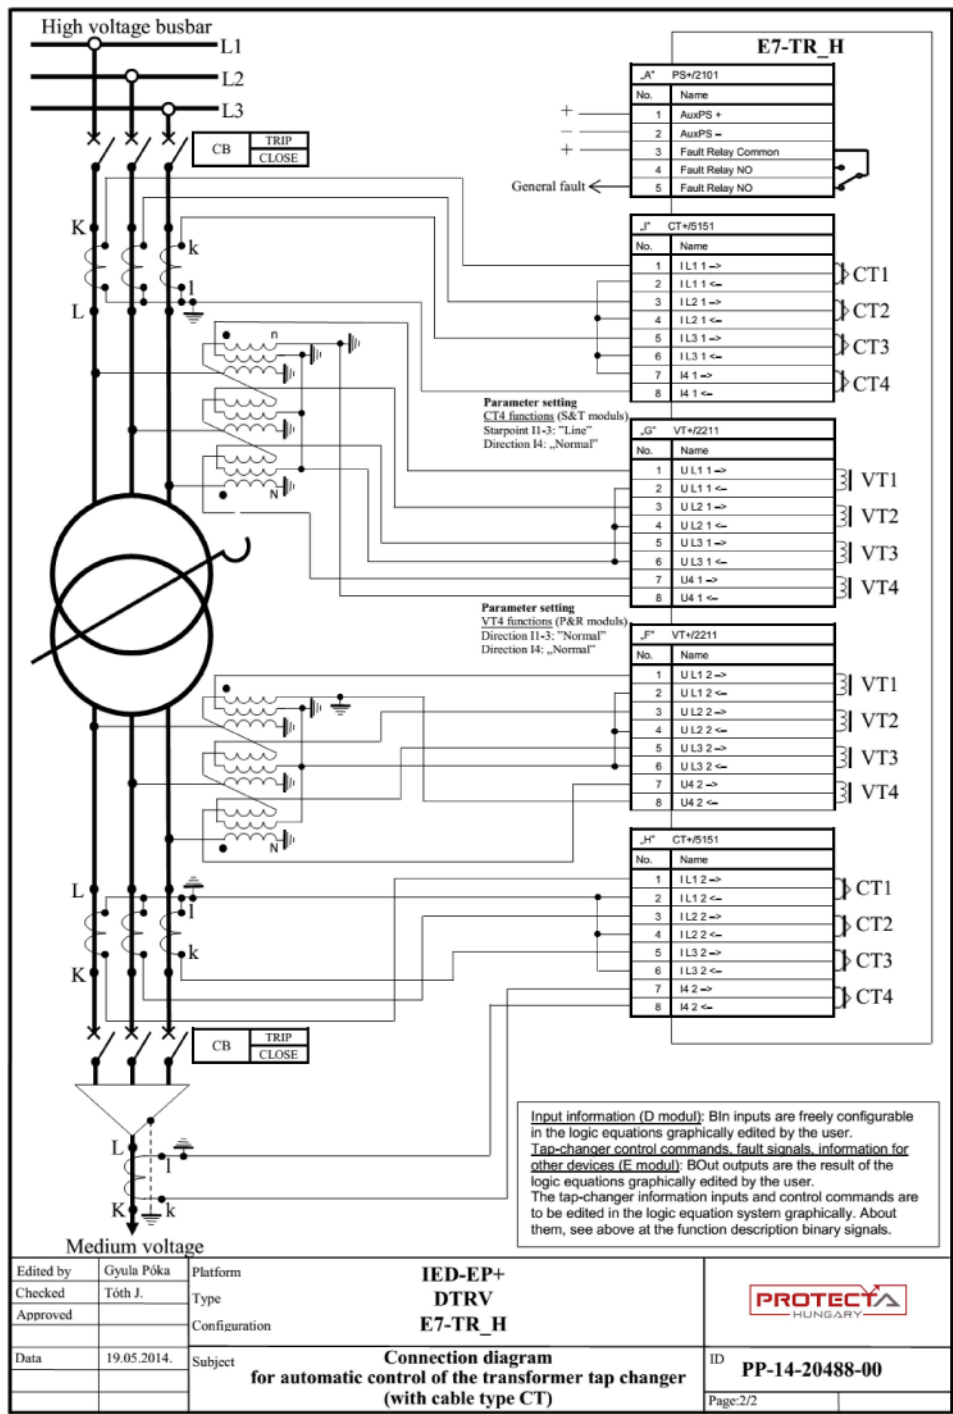 High voltage busbar
L1
L2
L3
CB
TRIP
CLOSE
E7-TR_H
„A" PS+/2101
No. Name
1 AuxPS +
2 AuxPS –
3 Fault Relay Common
4 Fault Relay NO
5 Fault Relay NO
+
–
+
General fault
K
k
L
l
„I" CT+/5151
No. Name
1 I L1 1 –>
2 I L1 1 <–
3 I L2 1 –>
4 I L2 1 <–
5 I L3 1 –>
6 I L3 1 <–
7 I4 1 –>
8 I4 1 <–
CT1
CT2
CT3
CT4
n
N
Parameter setting
CT4 functions (S&T moduls)
Starpoint I1-3: "Line"
Direction I4: „Normal"
„G" VT+/2211
No. Name
1 U L1 1 –>
2 U L1 1 <–
3 U L2 1 –>
4 U L2 1 <–
5 U L3 1 –>
6 U L3 1 <–
7 U4 1 –>
8 U4 1 <–
VT1
VT2
VT3
VT4
Parameter setting
VT4 functions (P&R moduls)
Direction I1-3: "Normal"
Direction I4: „Normal"
„F" VT+/2211
No. Name
1 U L1 2 –>
2 U L1 2 <–
3 U L2 2 –>
4 U L2 2 <–
5 U L3 2 –>
6 U L3 2 <–
7 U4 2 –>
8 U4 2 <–
VT1
VT2
VT3
VT4
N
„H" CT+/5151
No. Name
1 I L1 2 –>
2 I L1 2 <–
3 I L2 2 –>
4 I L2 2 <–
5 I L3 2 –>
6 I L3 2 <–
7 I4 2 –>
8 I4 2 <–
CT1
CT2
CT3
CT4
L
l
K
k
CB
TRIP
CLOSE
L
l
K
k
Medium voltage
Input information (D modul): BIn inputs are freely configurable
in the logic equations graphically edited by the user.
Tap-changer control commands, fault signals, information for
other devices (E modul): BOut outputs are the result of the
logic equations graphically edited by the user.
The tap-changer information inputs and control commands are
to be edited in the logic equation system graphically. About
them, see above at the function description binary signals.
Edited by Gyula Póka
Checked Tóth J.
Approved
Data 19.05.2014.
Platform IED-EP+
Type DTRV
Configuration E7-TR_H
Subject Connection diagram
for automatic control of the transformer tap changer
(with cable type CT)
PROTECTA
HUNGARY
ID PP-14-20488-00
Page:2/2